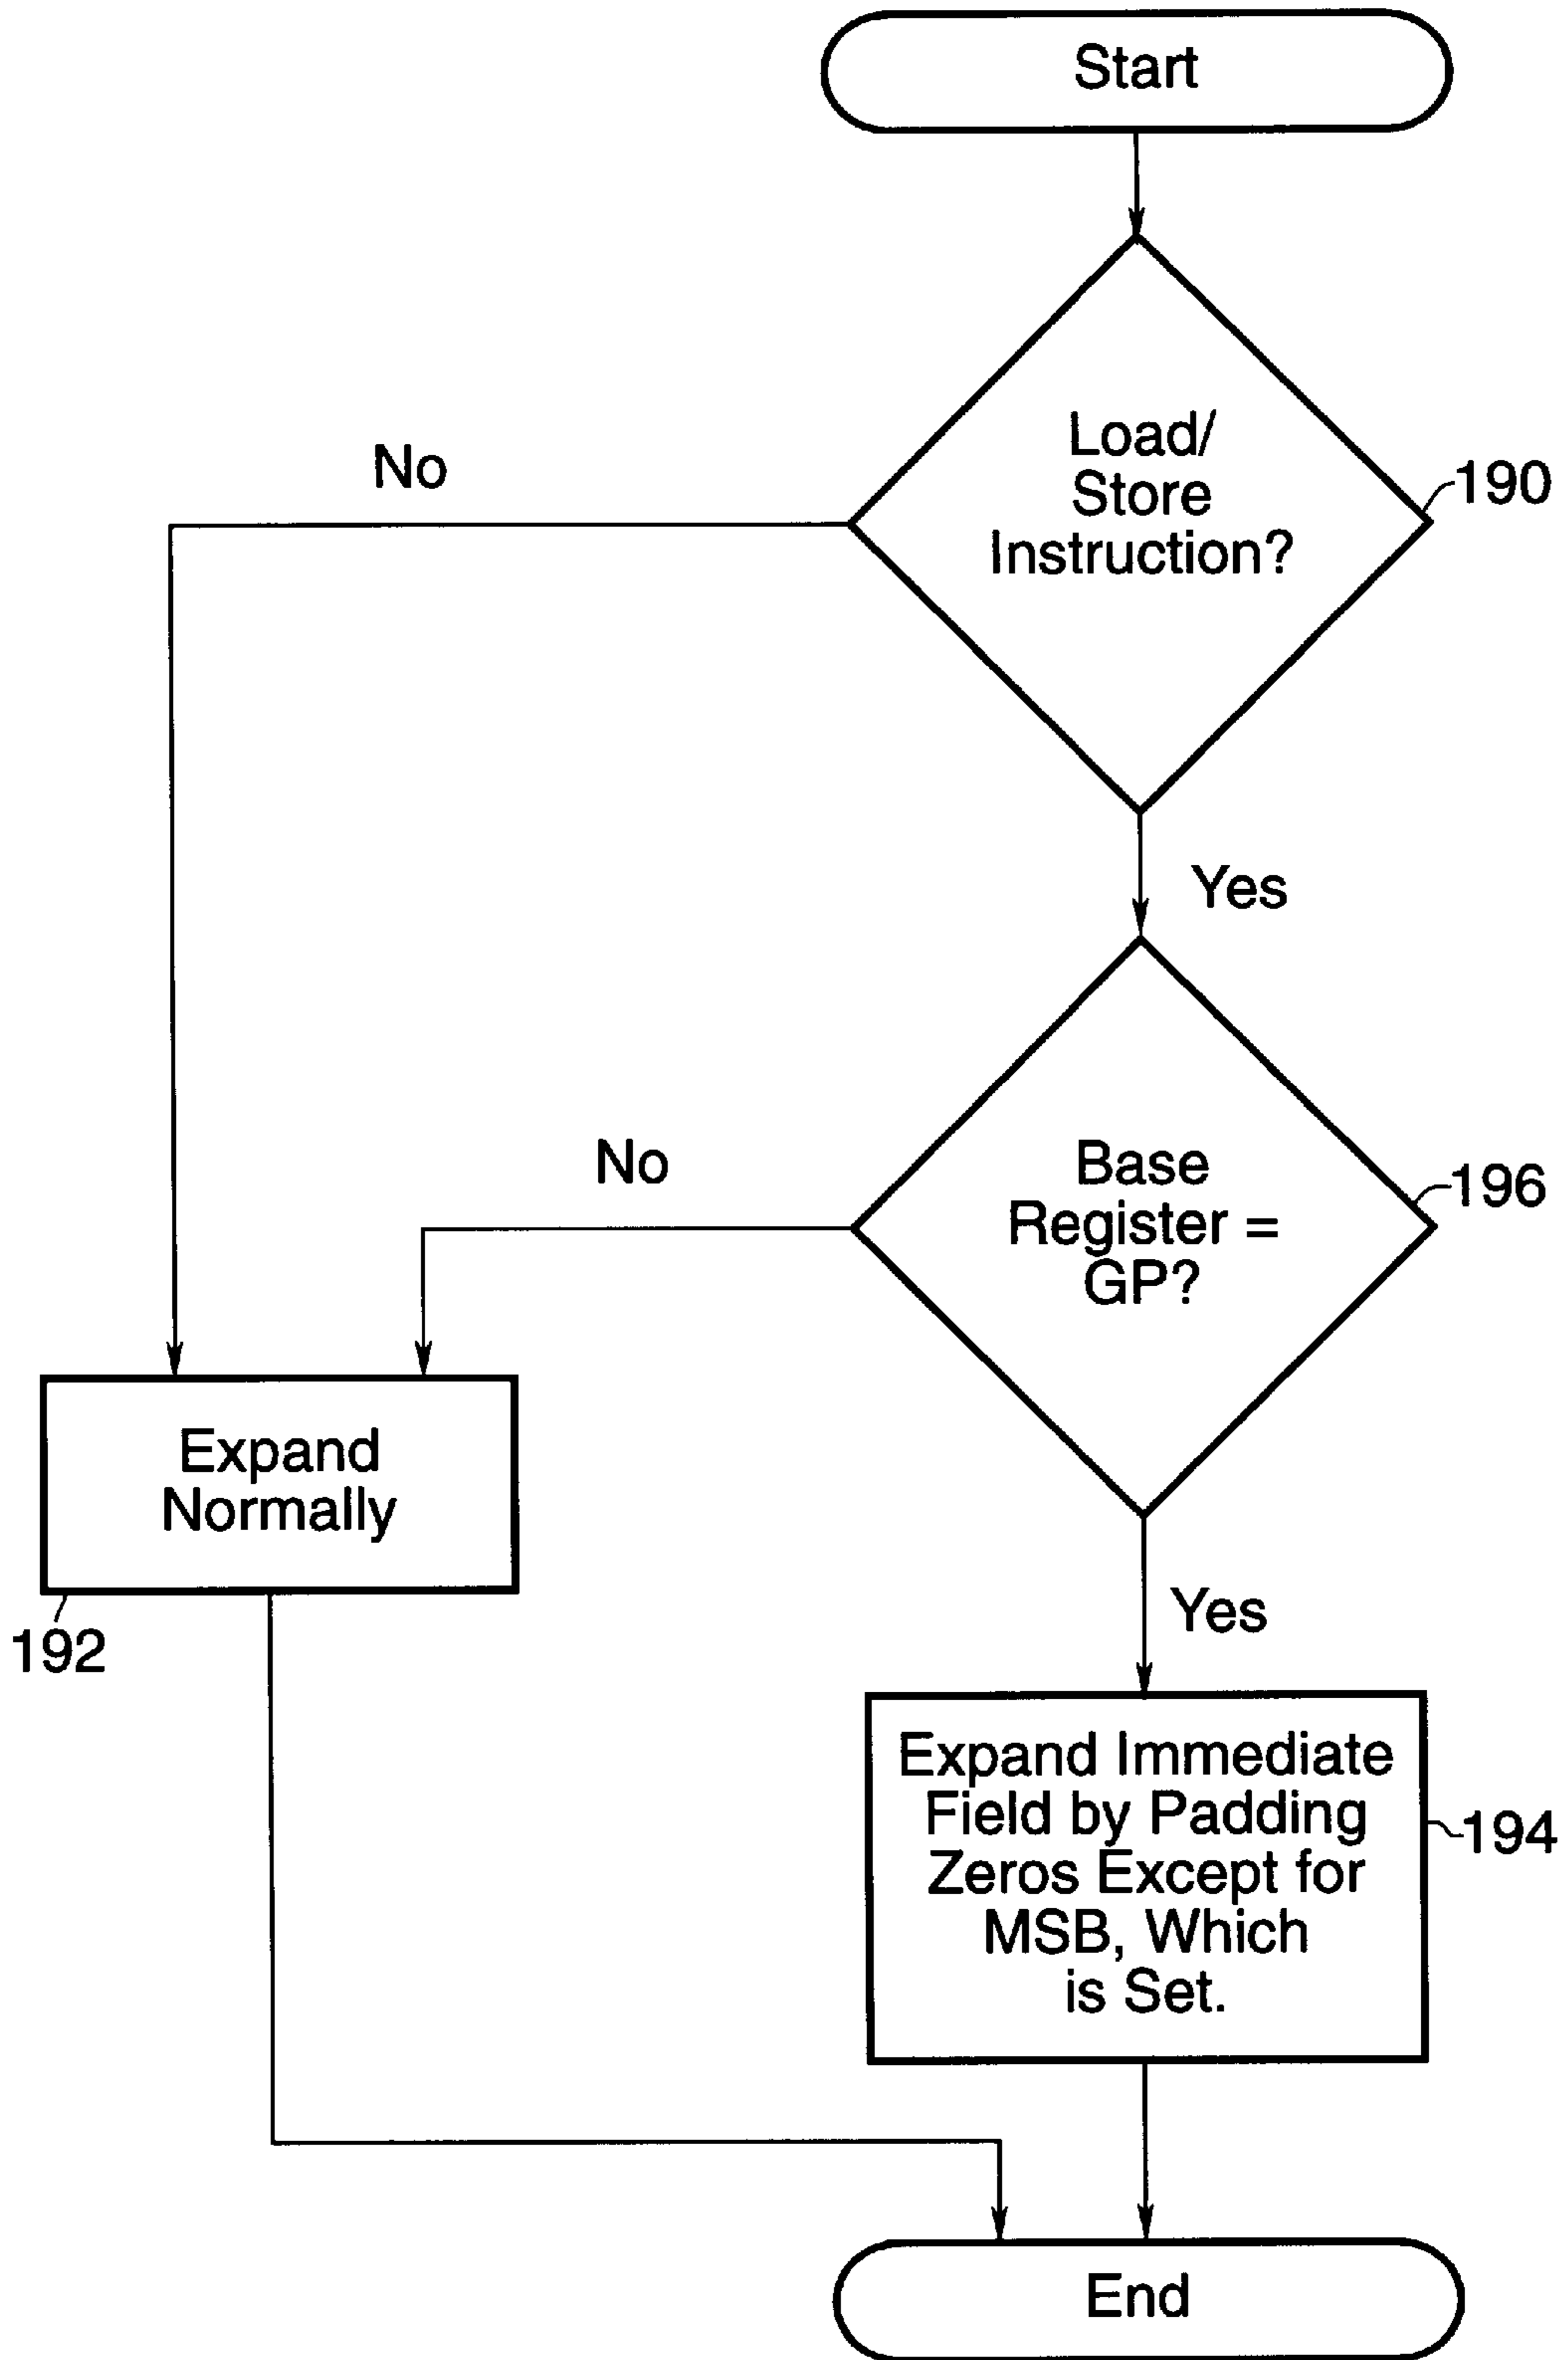 Start
Load/
Store
Instruction?
190
No
Yes
Base
Register =
GP?
196
No
Expand
Normally
192
Yes
Expand Immediate
Field by Padding
Zeros Except for
MSB, Which
is Set.
194
End